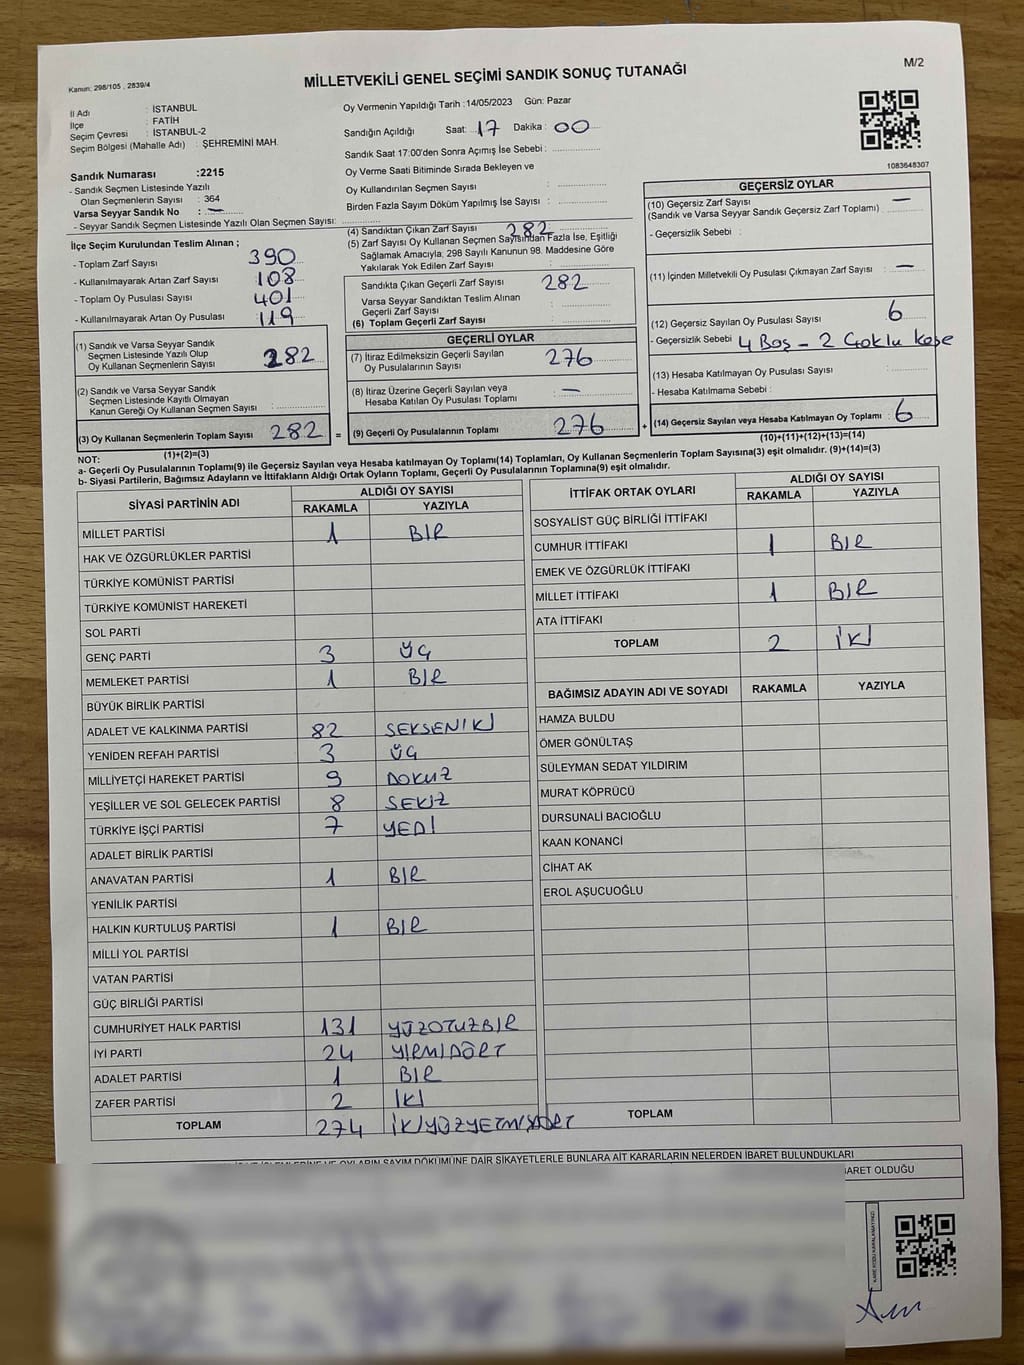 Kanun: 298/105 , 2839/4
MİLLETVEKİLİ GENEL SEÇİMİ SANDIK SONUÇ TUTANAĞI
M/2
İl Adı : İSTANBUL
İlçe : FATİH
Seçim Çevresi : İSTANBUL-2
Seçim Bölgesi (Mahalle Adı) : ŞEHREMİNİ MAH.
Sandık Numarası :2215
- Sandık Seçmen Listesinde Yazılı
Olan Seçmenlerin Sayısı : 364
Varsa Seyyar Sandık No : —
- Seyyar Sandık Seçmen Listesinde Yazılı Olan Seçmen Sayısı:
Oy Vermenin Yapıldığı Tarih :14/05/2023 Gün: Pazar
Sandığın Açıldığı Saat: 17 Dakika : 00
Sandık Saat 17:00'den Sonra Açımış İse Sebebi :
Oy Verme Saati Bitiminde Sırada Bekleyen ve
Oy Kullandırılan Seçmen Sayısı :
Birden Fazla Sayım Döküm Yapılmış İse Sayısı :
1083648307
İlçe Seçim Kurulundan Teslim Alınan ;
- Toplam Zarf Sayısı 390
- Kullanılmayarak Artan Zarf Sayısı 108
- Toplam Oy Pusulası Sayısı 401
- Kullanılmayarak Artan Oy Pusulası 119
(1) Sandık ve Varsa Seyyar Sandık
Seçmen Listesinde Yazılı Olup
Oy Kullanan Seçmenlerin Sayısı 282
(2) Sandık ve Varsa Seyyar Sandık
Seçmen Listesinde Kayıtlı Olmayan
Kanun Gereği Oy Kullanan Seçmen Sayısı :
(3) Oy Kullanan Seçmenlerin Toplam Sayısı 282 =
(1)+(2)=(3)
(4) Sandıktan Çıkan Zarf Sayısı 282
(5) Zarf Sayısı Oy Kullanan Seçmen Sayısından Fazla İse, Eşitliği
Sağlamak Amacıyla; 298 Sayılı Kanunun 98. Maddesine Göre
Yakılarak Yok Edilen Zarf Sayısı :
Sandıkta Çıkan Geçerli Zarf Sayısı 282
Varsa Seyyar Sandıktan Teslim Alınan
Geçerli Zarf Sayısı :
(6) Toplam Geçerli Zarf Sayısı :
GEÇERLİ OYLAR
(7) İtiraz Edilmeksizin Geçerli Sayılan
Oy Pusulalarının Sayısı : 276
(8) İtiraz Üzerine Geçerli Sayılan veya
Hesaba Katılan Oy Pusulası Toplamı : —
(9) Geçerli Oy Pusulalarının Toplamı 276 +
GEÇERSİZ OYLAR
(10) Geçersiz Zarf Sayısı —
(Sandık ve Varsa Seyyar Sandık Geçersiz Zarf Toplamı)
- Geçersizlik Sebebi :
(11) İçinden Milletvekili Oy Pusulası Çıkmayan Zarf Sayısı : —
(12) Geçersiz Sayılan Oy Pusulası Sayısı : 6
- Geçersizlik Sebebi : 4 Boş - 2 Çoklu kaşe
(13) Hesaba Katılmayan Oy Pusulası Sayısı :
- Hesaba Katılmama Sebebi :
(14) Geçersiz Sayılan veya Hesaba Katılmayan Oy Toplamı : 6
(10)+(11)+(12)+(13)=(14)
NOT:
a- Geçerli Oy Pusulalarının Toplamı(9) ile Geçersiz Sayılan veya Hesaba katılmayan Oy Toplamı(14) Toplamları, Oy Kullanan Seçmenlerin Toplam Sayısına(3) eşit olmalıdır. (9)+(14)=(3)
b- Siyasi Partilerin, Bağımsız Adayların ve İttifakların Aldığı Ortak Oyların Toplamı, Geçerli Oy Pusulalarının Toplamına(9) eşit olmalıdır.
SİYASİ PARTİNİN ADI ALDIĞI OY SAYISI
RAKAMLA YAZIYLA
MİLLET PARTİSİ 1 BIR
HAK VE ÖZGÜRLÜKLER PARTİSİ
TÜRKİYE KOMÜNİST PARTİSİ
TÜRKİYE KOMÜNİST HAREKETİ
SOL PARTİ
GENÇ PARTİ 3 ÜÇ
MEMLEKET PARTİSİ 1 BIR
BÜYÜK BİRLİK PARTİSİ
ADALET VE KALKINMA PARTİSİ 82 SEKSENIKI
YENİDEN REFAH PARTİSİ 3 ÜÇ
MİLLİYETÇİ HAREKET PARTİSİ 9 DOKUZ
YEŞİLLER VE SOL GELECEK PARTİSİ 8 SEKIZ
TÜRKİYE İŞÇİ PARTİSİ 7 YEDİ
ADALET BİRLİK PARTİSİ
ANAVATAN PARTİSİ 1 BIR
YENİLİK PARTİSİ
HALKIN KURTULUŞ PARTİSİ 1 BIR
MİLLİ YOL PARTİSİ
VATAN PARTİSİ
GÜÇ BİRLİĞİ PARTİSİ
CUMHURİYET HALK PARTİSİ 131 YÜZOTUZBIR
İYİ PARTİ 24 YIRMIDÖRT
ADALET PARTİSİ 1 BIR
ZAFER PARTİSİ 2 İKİ
TOPLAM 274 İKİYÜZYETMİŞDÖRT
İTTİFAK ORTAK OYLARI ALDIĞI OY SAYISI
RAKAMLA YAZIYLA
SOSYALİST GÜÇ BİRLİĞİ İTTİFAKI
CUMHUR İTTİFAKI 1 BIR
EMEK VE ÖZGÜRLÜK İTTİFAKI
MİLLET İTTİFAKI 1 BIR
ATA İTTİFAKI
TOPLAM 2 İKİ
BAĞIMSIZ ADAYIN ADI VE SOYADI RAKAMLA YAZIYLA
HAMZA BULDU
ÖMER GÖNÜLTAŞ
SÜLEYMAN SEDAT YILDIRIM
MURAT KÖPRÜCÜ
DURSUNALİ BACIOĞLU
KAAN KONANCİ
CİHAT AK
EROL AŞUCUOĞLU
TOPLAM
OYLARIN SAYIM DÖKÜMÜNE DAİR ŞİKAYETLERLE BUNLARA AİT KARARLARIN NELERDEN İBARET BULUNDUKLARI
OLDUĞU